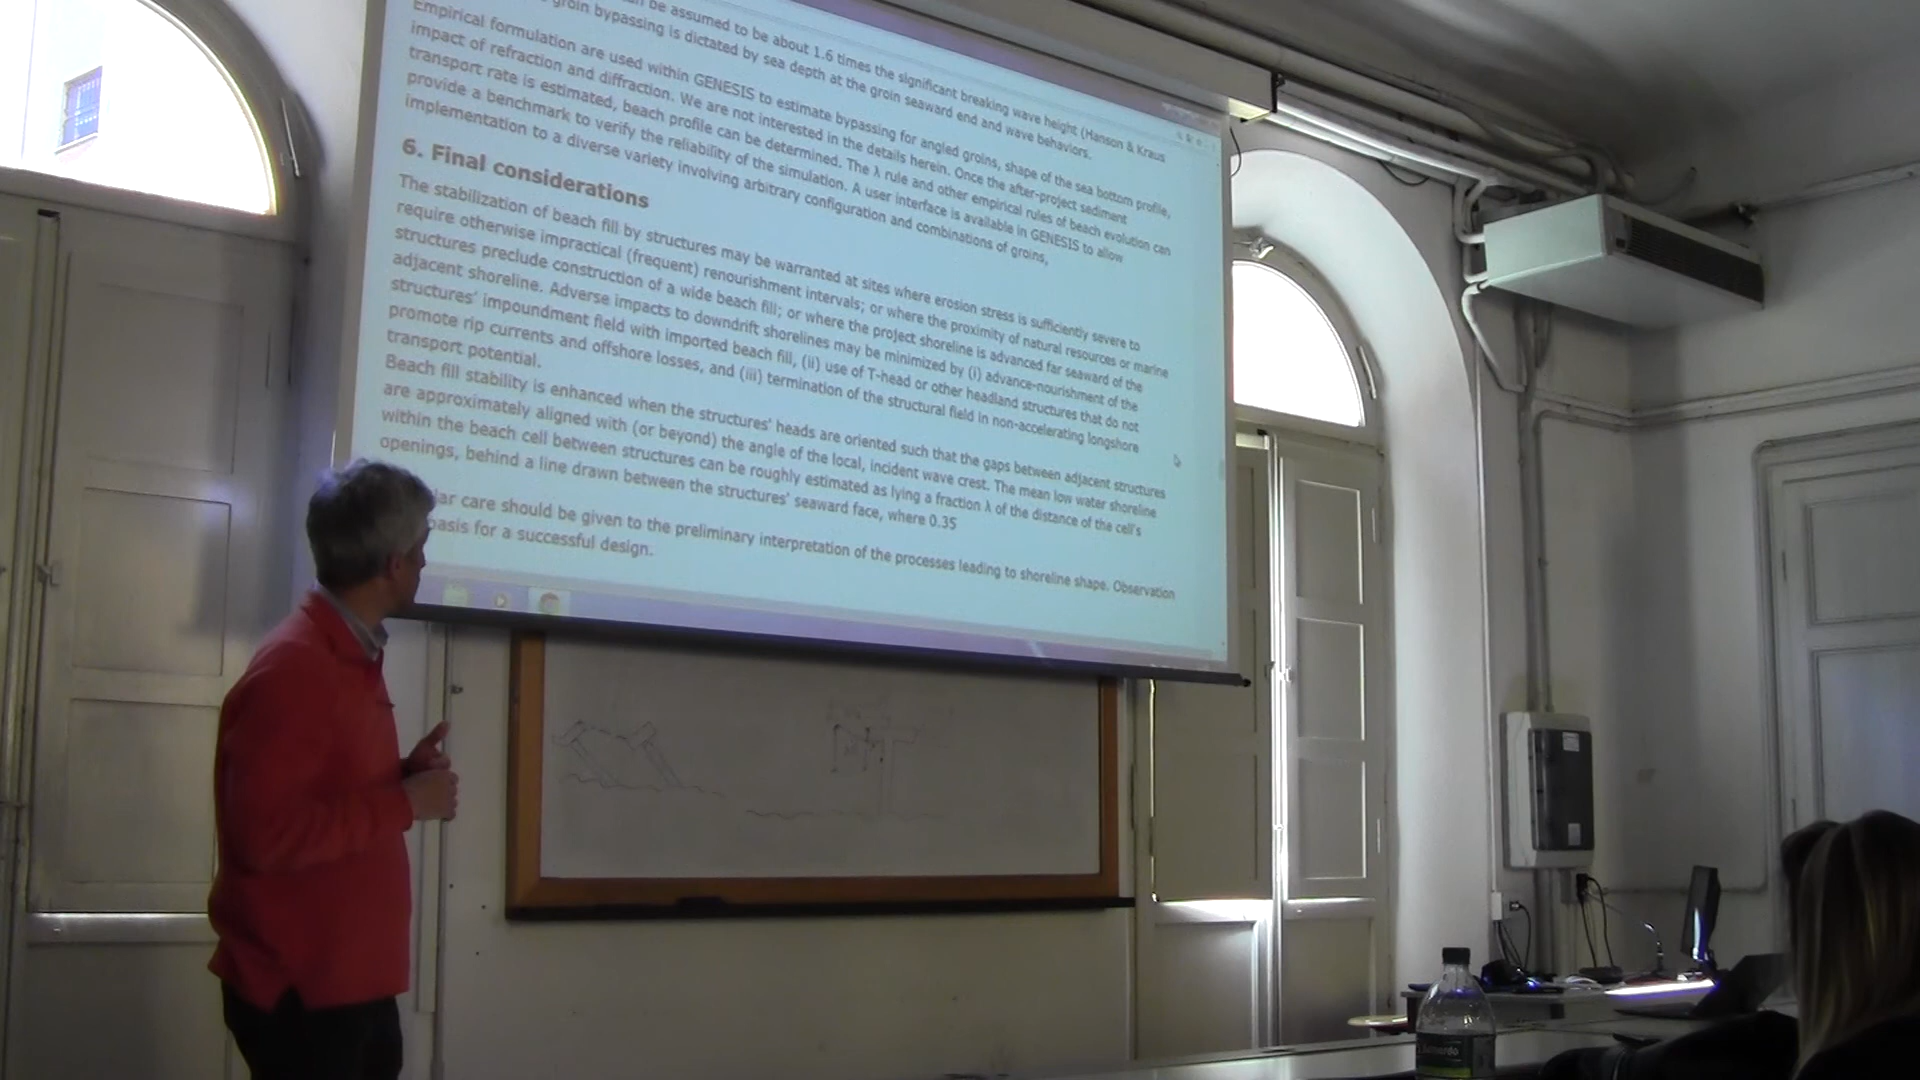 be assumed to be about 1.6 times the significant breaking wave height (Hanson & Kraus
groin bypassing is dictated by sea depth at the groin seaward end and wave behaviors.
Empirical formulation are used within GENESIS to estimate bypassing for angled groins, shape of the sea bottom profile,
impact of refraction and diffraction. We are not interested in the details herein. Once the after-project sediment
transport rate is estimated, beach profile can be determined. The λ rule and other empirical rules of beach evolution can
provide a benchmark to verify the reliability of the simulation. A user interface is available in GENESIS to allow
implementation to a diverse variety involving arbitrary configuration and combinations of groins,
6. Final considerations
The stabilization of beach fill by structures may be warranted at sites where erosion stress is sufficiently severe to
require otherwise impractical (frequent) renourishment intervals; or where the proximity of natural resources or marine
structures preclude construction of a wide beach fill; or where the project shoreline is advanced far seaward of the
adjacent shoreline. Adverse impacts to downdrift shorelines may be minimized by (i) advance-nourishment of the
structures' impoundment field with imported beach fill, (ii) use of T-head or other headland structures that do not
promote rip currents and offshore losses, and (iii) termination of the structural field in non-accelerating longshore
transport potential.
Beach fill stability is enhanced when the structures' heads are oriented such that the gaps between adjacent structures
are approximately aligned with (or beyond) the angle of the local, incident wave crest. The mean low water shoreline
within the beach cell between structures can be roughly estimated as lying a fraction λ of the distance of the cell's
openings, behind a line drawn between the structures' seaward face, where 0.35
lar care should be given to the preliminary interpretation of the processes leading to shoreline shape. Observation
basis for a successful design.